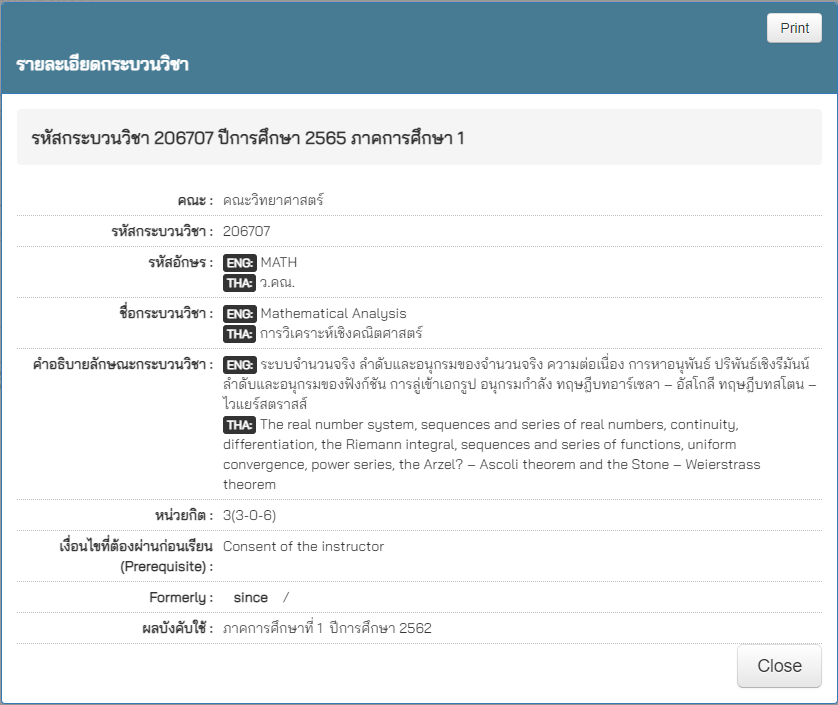 Print
รายละเอียดกระบวนวิชา
รหัสกระบวนวิชา 206707 ปีการศึกษา 2565 ภาคการศึกษา 1
คณะ : คณะวิทยาศาสตร์
รหัสกระบวนวิชา : 206707
รหัสอักษร : ENG: MATH
THA: ว.คณ.
ชื่อกระบวนวิชา : ENG: Mathematical Analysis
THA: การวิเคราะห์เชิงคณิตศาสตร์
คำอธิบายลักษณะกระบวนวิชา : ENG: ระบบจำนวนจริง ลำดับและอนุกรมของจำนวนจริง ความต่อเนื่อง การหาอนุพันธ์ ปริพันธ์เชิงรีมันน์
ลำดับและอนุกรมของฟังก์ชัน การลู่เข้าเอกรูป อนุกรมกำลัง ทฤษฎีบทอาร์เซลา – อัสโกลี ทฤษฎีบทสโตน –
ไวแยร์สตราสส์
THA: The real number system, sequences and series of real numbers, continuity,
differentiation, the Riemann integral, sequences and series of functions, uniform
convergence, power series, the Arzel? – Ascoli theorem and the Stone – Weierstrass
theorem
หน่วยกิต : 3(3-0-6)
เงื่อนไขที่ต้องผ่านก่อนเรียน Consent of the instructor
(Prerequisite) :
Formerly : since /
ผลบังคับใช้ : ภาคการศึกษาที่ 1 ปีการศึกษา 2562
Close